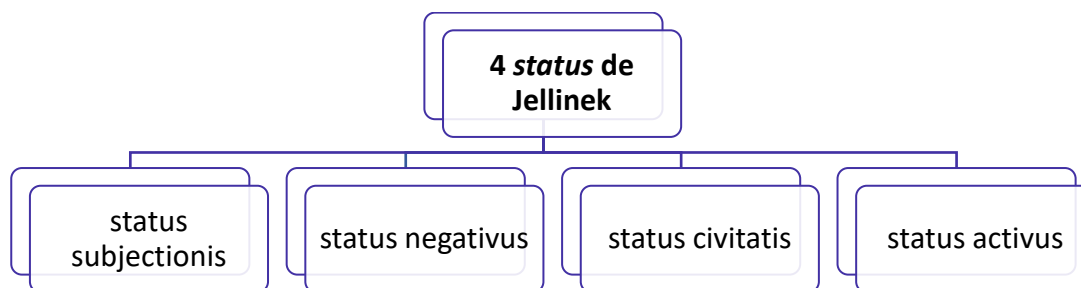 4 status de
Jellinek
status
subjectionis
status negativus
status civitatis
status activus